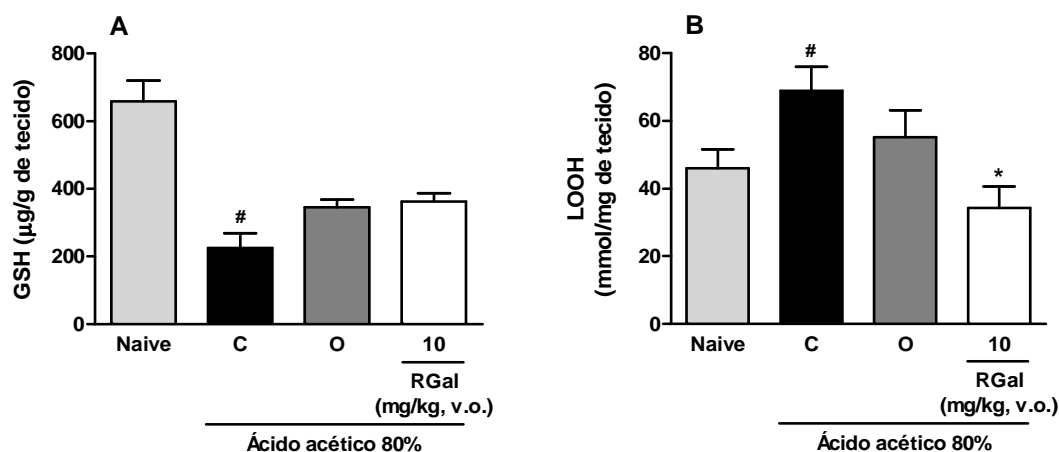 A
GSH (μg/g de tecido)
800
600
400
200
0
#
Naive
C
O
10
RGal
(mg/kg, v.o.)
Ácido acético 80%
B
LOOH
(mmol/mg de tecido)
80
60
40
20
0
#
*
Naive
C
O
10
RGal
(mg/kg, v.o.)
Ácido acético 80%